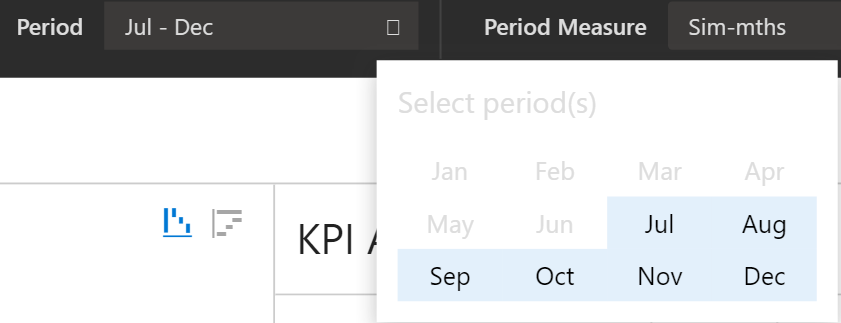 Period Jul - Dec Period Measure Sim-mths
Select period(s)
Jan Feb Mar Apr
May Jun Jul Aug
KPI
Sep Oct Nov Dec